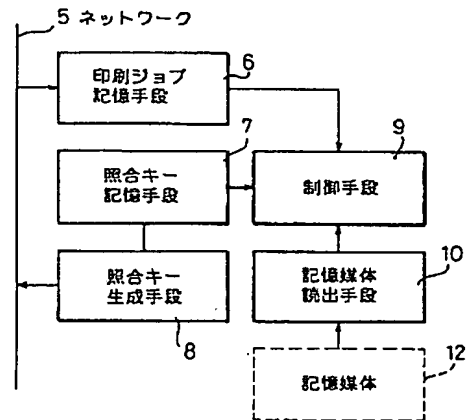 5 ネットワーク
印刷ジョブ
記憶手段
6
照合キー
記憶手段
7
制御手段
9
照合キー
生成手段
8
記憶媒体
読出手段
10
記憶媒体
12